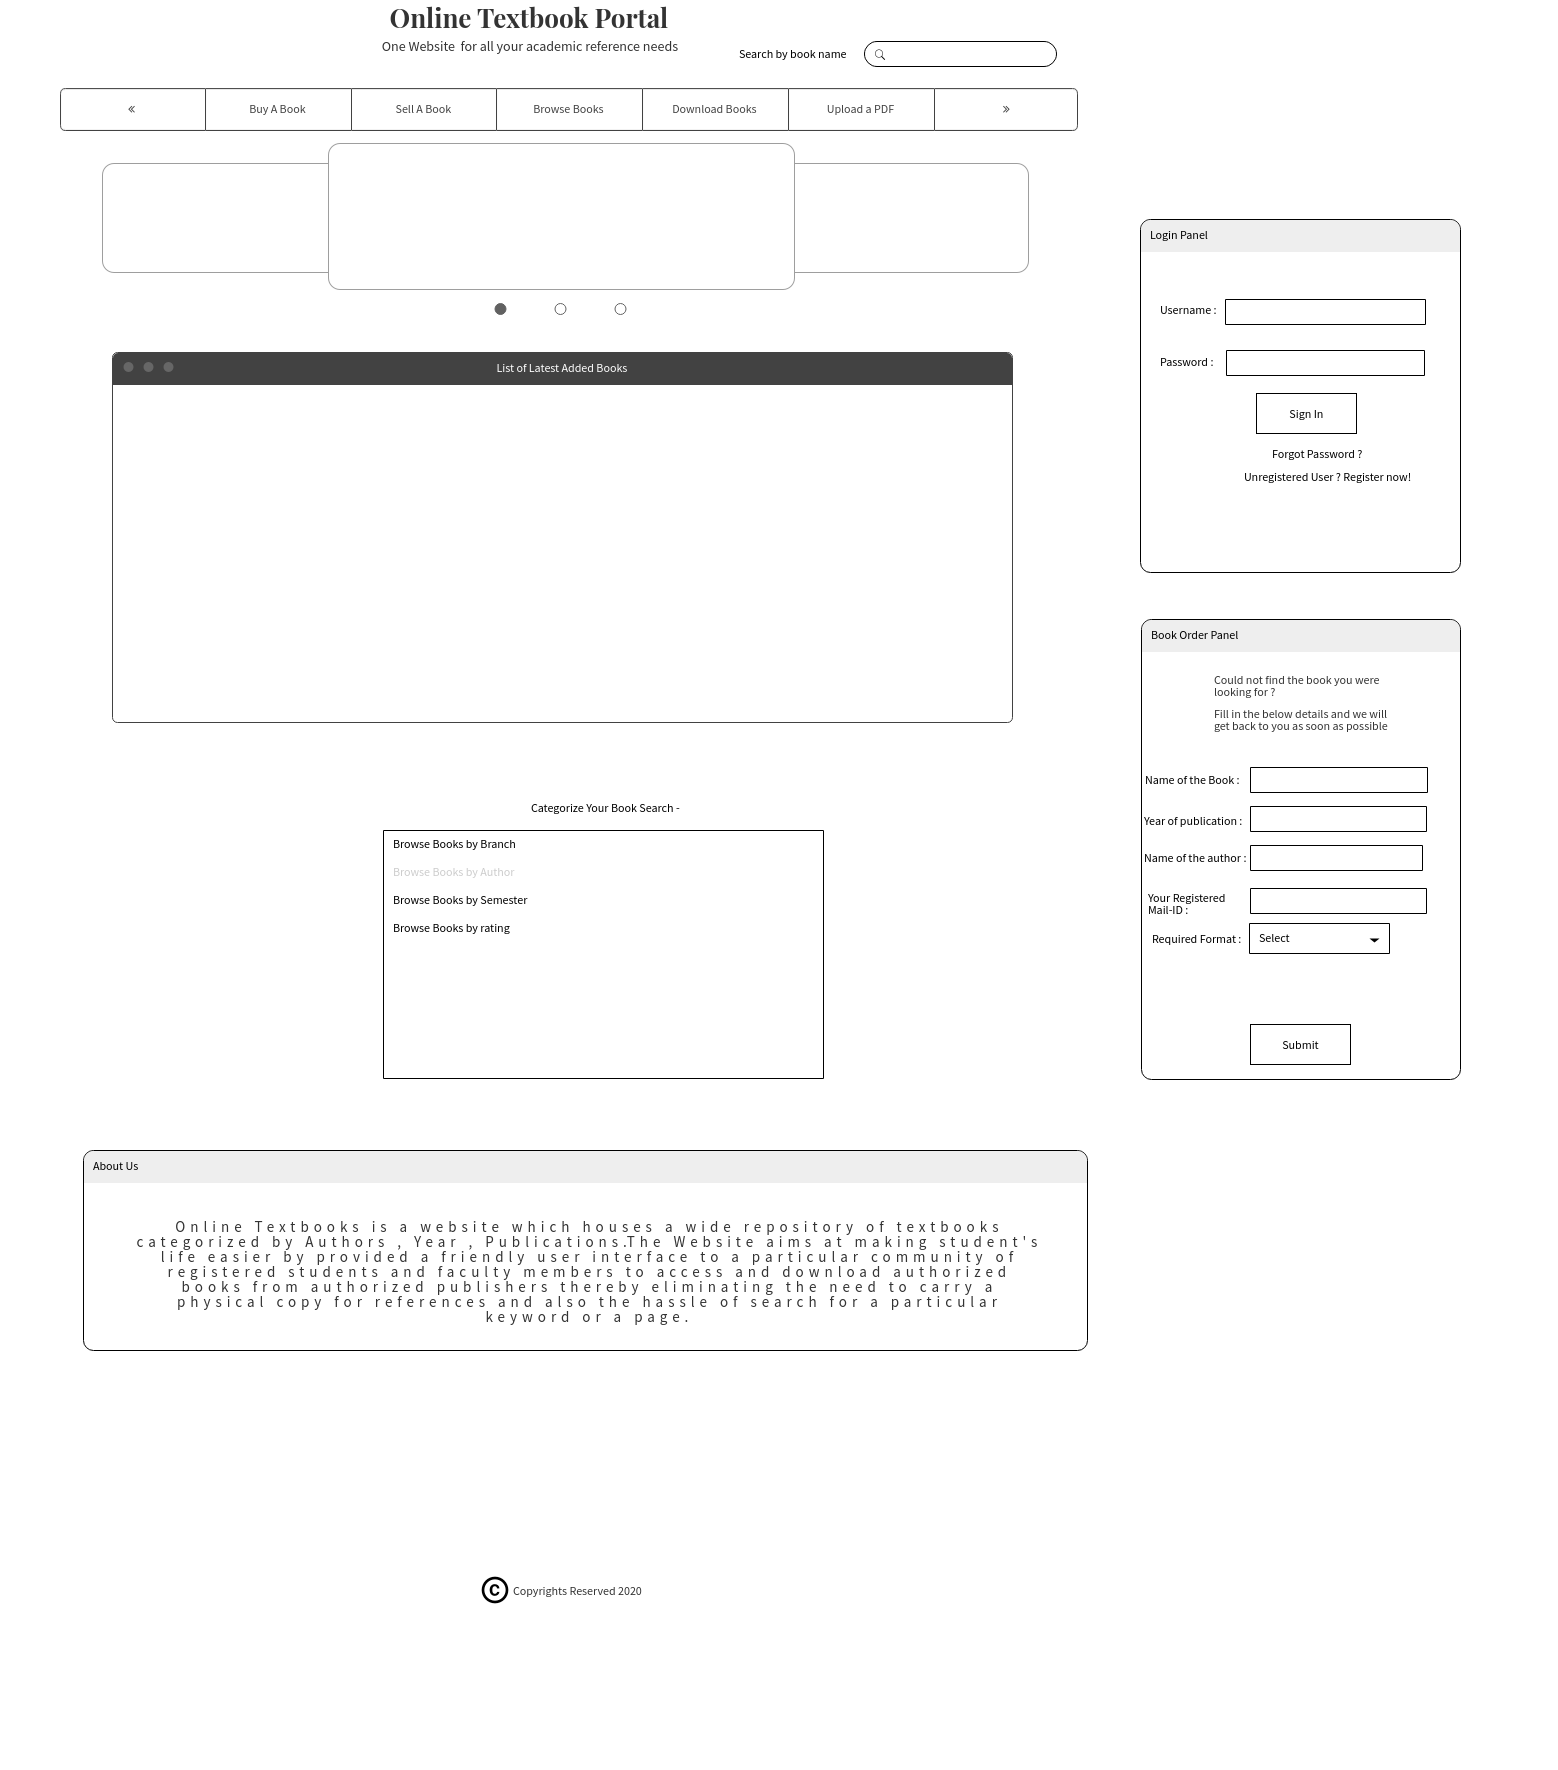 Online Textbook Portal
One Website  for all your academic reference needs
Search by book name
«
Buy A Book
Sell A Book
Browse Books
Download Books
Upload a PDF
»
List of Latest Added Books
Login Panel
Username :
Password :
Sign In
Forgot Password ?
Unregistered User ? Register now!
Book Order Panel
Could not find the book you were
looking for ?
Fill in the below details and we will
get back to you as soon as possible
Name of the Book :
Year of publication :
Name of the author :
Your Registered
Mail-ID :
Required Format :
Select
Submit
Categorize Your Book Search -
Browse Books by Branch
Browse Books by Author
Browse Books by Semester
Browse Books by rating
About Us
Online Textbooks is a website which houses a wide repository of textbooks
categorized by Authors , Year , Publications.The Website aims at making student's
life easier by provided a friendly user interface to a particular community of
registered students and faculty members to access and download authorized
books from authorized publishers thereby eliminating the need to carry a
physical copy for references and also the hassle of search for a particular
keyword or a page.
© Copyrights Reserved 2020